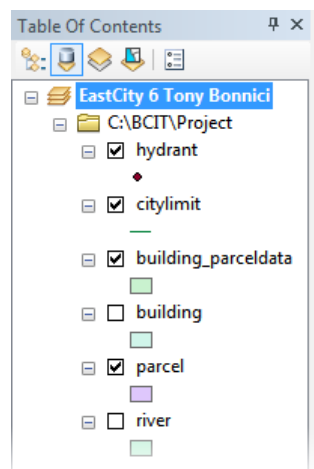 Table Of Contents
EastCity 6 Tony Bonnici
C:\BCIT\Project
hydrant
citylimit
building_parceldata
building
parcel
river